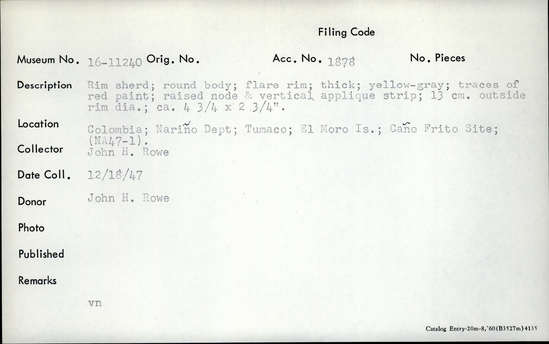 Filing Code
Museum No. 16-11240 Orig. No. Acc. No. 1878 No. Pieces
Description Rim sherd; round body; flare rim; thick; yellow-gray; traces of
red paint; raised node & vertical applique strip; 13 cm. outside
rim dia.; ca. 4 3/4 x 2 3/4".
Location Colombia; Nariño Dept; Tumaco; El Moro Is.; Caño Frito Site;
(Na47-1).
Collector John H. Rowe
Date Coll. 12/18/47
Donor John H. Rowe
Photo
Published
Remarks
vn
Catalog Entry-20m-8,'60(B3527m)4135